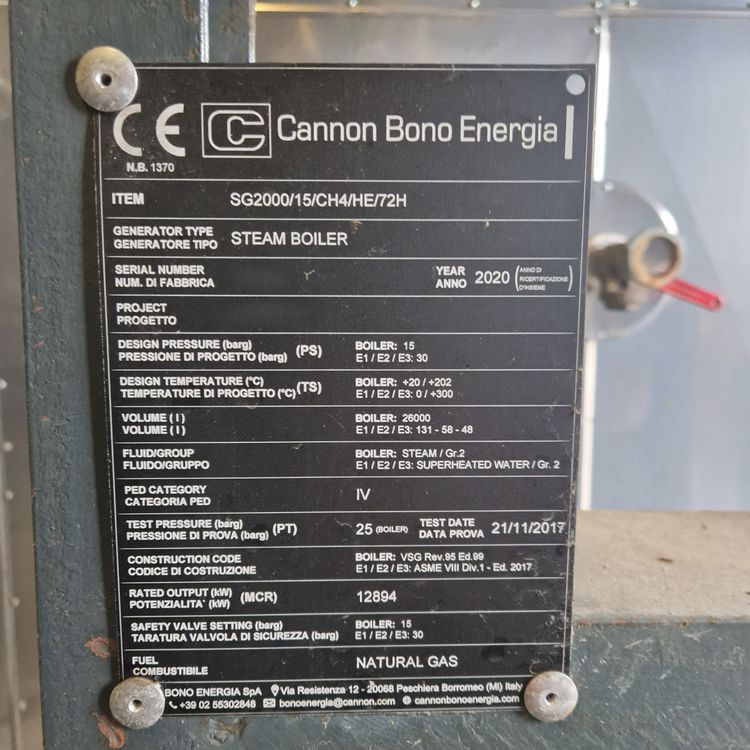 CE Cannon Bono Energia
N.B. 1370
ITEM SG2000/15/CH4/HE/72H
GENERATOR TYPE
GENERATORE TIPO STEAM BOILER
SERIAL NUMBER
NUM. DI FABBRICA
YEAR
ANNO 2020 (ANNO DI
RICERTIFICAZIONE
D'INSIEME)
PROJECT
PROGETTO
DESIGN PRESSURE (barg)
PRESSIONE DI PROGETTO (barg) (PS)
BOILER: 15
E1 / E2 / E3: 30
DESIGN TEMPERATURE (°C)
TEMPERATURA DI PROGETTO (°C) (TS)
BOILER: +20 / +202
E1 / E2 / E3: 0 / +300
VOLUME ( l )
VOLUME ( l )
BOILER: 26000
E1 / E2 / E3: 131 - 58 - 48
FLUID/GROUP
FLUIDO/GRUPPO
BOILER: STEAM / Gr.2
E1 / E2 / E3: SUPERHEATED WATER / Gr. 2
PED CATEGORY
CATEGORIA PED
IV
TEST PRESSURE (barg)
PRESSIONE DI PROVA (barg) (PT)
25 (BOILER)
TEST DATE
DATA PROVA 21/11/2017
CONSTRUCTION CODE
CODICE DI COSTRUZIONE
BOILER: VSG Rev.95 Ed.99
E1 / E2 / E3: ASME VIII Div.1 - Ed. 2017
RATED OUTPUT (kW)
POTENZIALITA' (kW) (MCR)
12894
SAFETY VALVE SETTING (barg)
TARATURA VALVOLA DI SICUREZZA (barg)
BOILER: 15
E1 / E2 / E3: 30
FUEL
COMBUSTIBILE
NATURAL GAS
BONO ENERGIA SpA Via Resistenza 12 - 20068 Peschiera Borromeo (Mi) Italy
+39 02 55302848 bonoenergia@cannon.com cannonbonoenergia.com